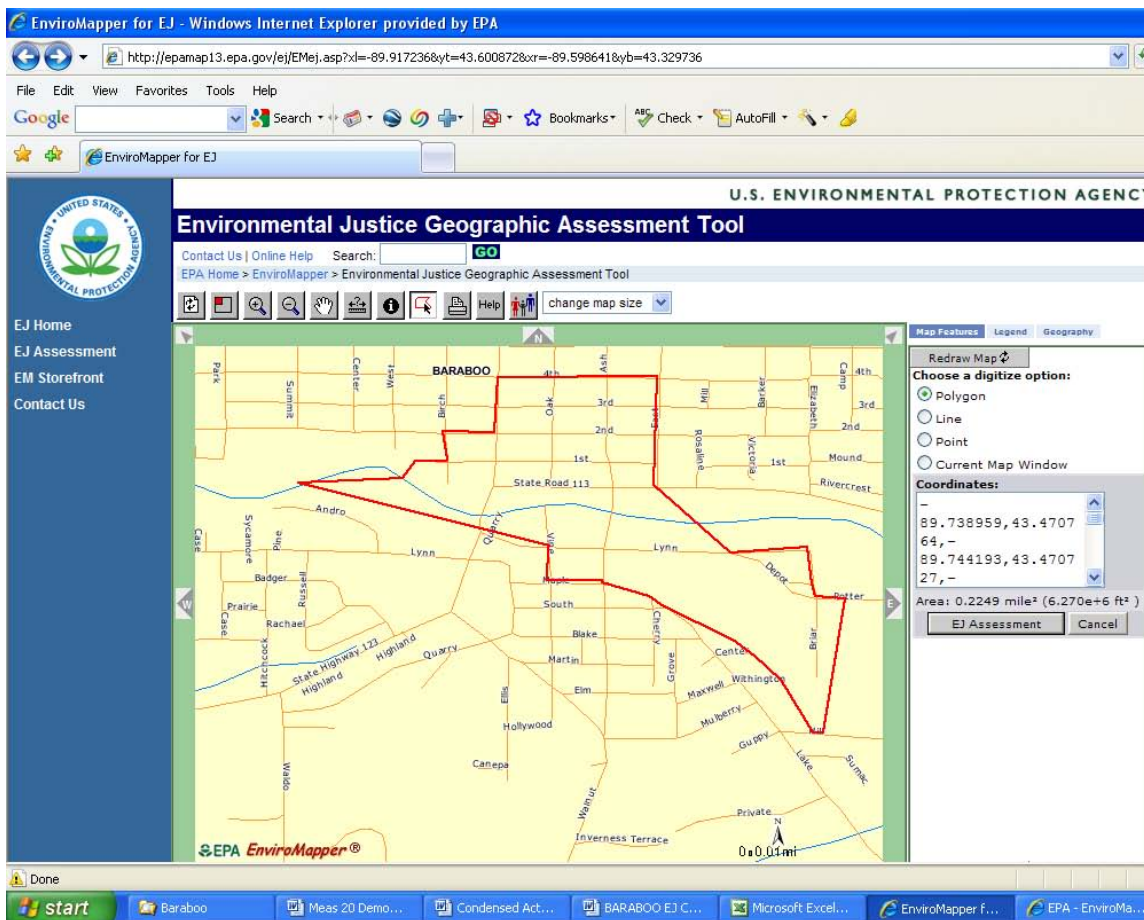 EnviroMapper for EJ - Windows Internet Explorer provided by EPA
http://epamap13.epa.gov/ej/EMej.asp?xl=-89.917236&yt=43.600872&xr=-89.598641&yb=43.329736
File Edit View Favorites Tools Help
Google Search Bookmarks ABC Check AutoFill
EnviroMapper for EJ
UNITED STATES ENVIRONMENTAL PROTECTION AGENCY
U.S. ENVIRONMENTAL PROTECTION AGENCY
Environmental Justice Geographic Assessment Tool
Contact Us | Online Help Search: GO
EPA Home > EnviroMapper > Environmental Justice Geographic Assessment Tool
Help change map size
EJ Home
EJ Assessment
EM Storefront
Contact Us
N
W
E
Park
Summit
Center
West
Birch
BARABOO
4th
Oak
Ash
East
3rd
2nd
1st
Mill
Barker
Elizabeth
Camp
4th
3rd
2nd
Rosaline
Victoria
1st
Mound
Rivercrest
State Road 113
Andro
Case
Sycamore
Pine
Lynn
Quarry
Vine
Lynn
Depot
Potter
Badger
Russell
Maple
South
Prairie
Case
Rachael
Hitchcock
State Highway 123
Highland
Highland
Quarry
Blake
Cherry
Martin
Grove
Center
Briar
Elm
Ellis
Maxwell
Withington
Mulberry
Hollywood
Guppy
Hill
Lake
Sumac
Canepa
Waldo
Walnut
Private
Inverness Terrace
N
0.01mi
EPA EnviroMapper ®
Map Features Legend Geography
Redraw Map
Choose a digitize option:
Polygon
Line
Point
Current Map Window
Coordinates:
-
89.738959,43.4707
64,-
89.744193,43.4707
27,-
Area: 0.2249 mile² (6.270e+6 ft² )
EJ Assessment Cancel
Done
start Baraboo Meas 20 Demo... Condensed Act... BARABOO EJ C... Microsoft Excel... EnviroMapper f... EPA - EnviroMa...